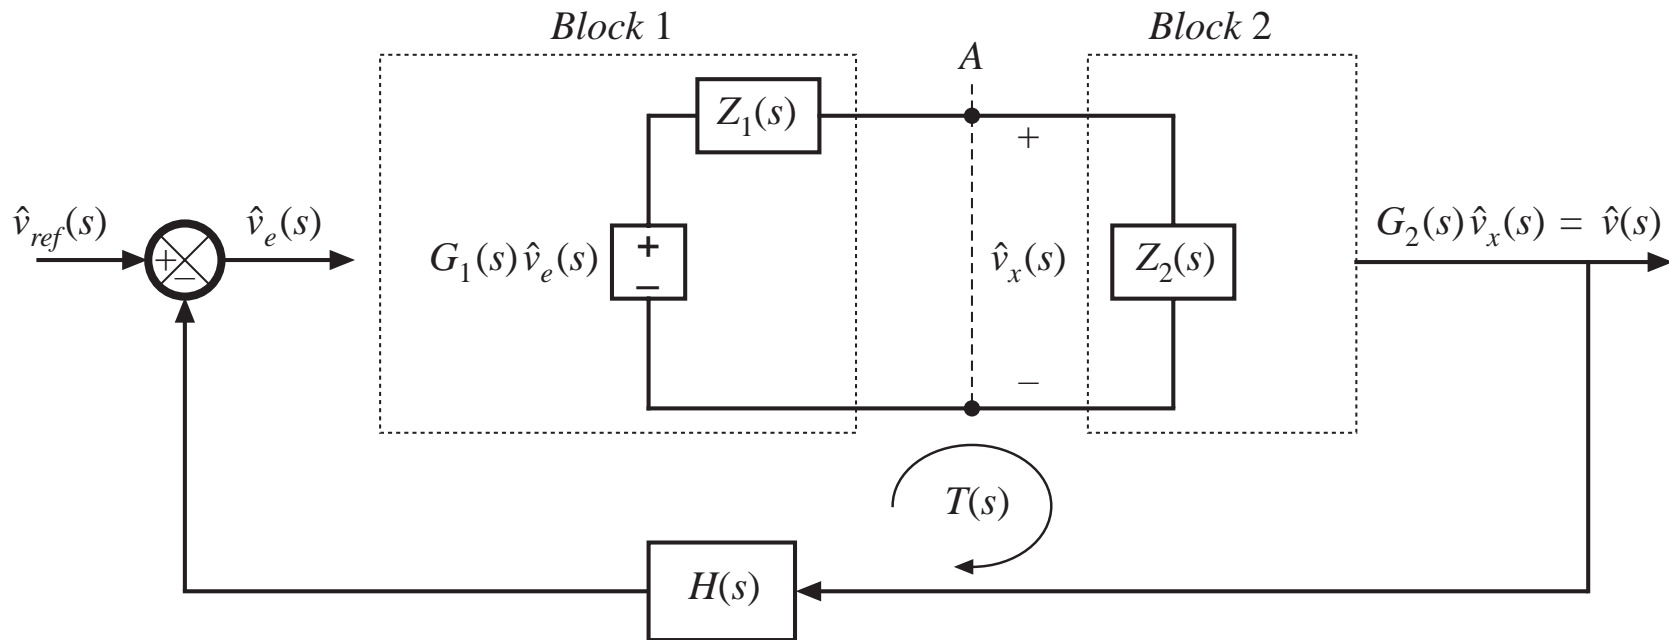 Block 1
Block 2
A
Z₁(s)
+
v̂ref(s)
+
−
v̂e(s)
G₁(s) v̂e(s)
+
−
v̂x(s)
Z₂(s)
G₂(s) v̂x(s) = v̂(s)
−
T(s)
H(s)